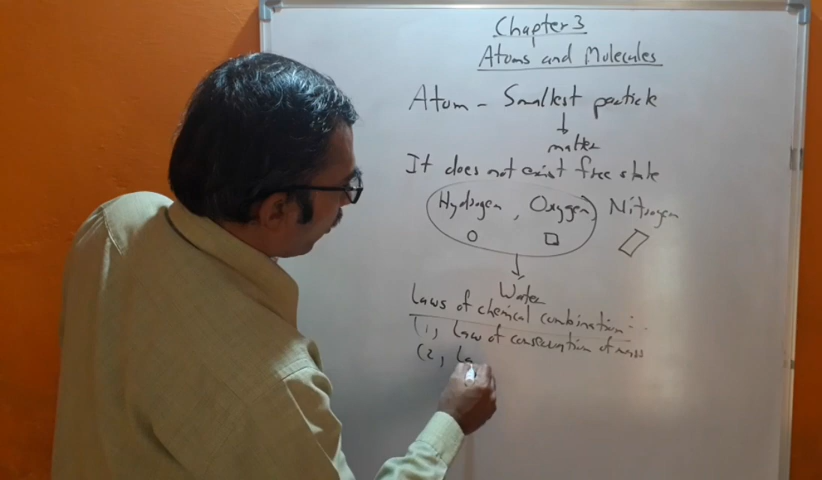 Chapter 3
Atoms and Molecules
Atom - Smallest particle
matter
It does not exist free state
Hydrogen, Oxygen, Nitrogen
Water
Laws of chemical combination:-
(1, Law of conservation of mass
(2, La